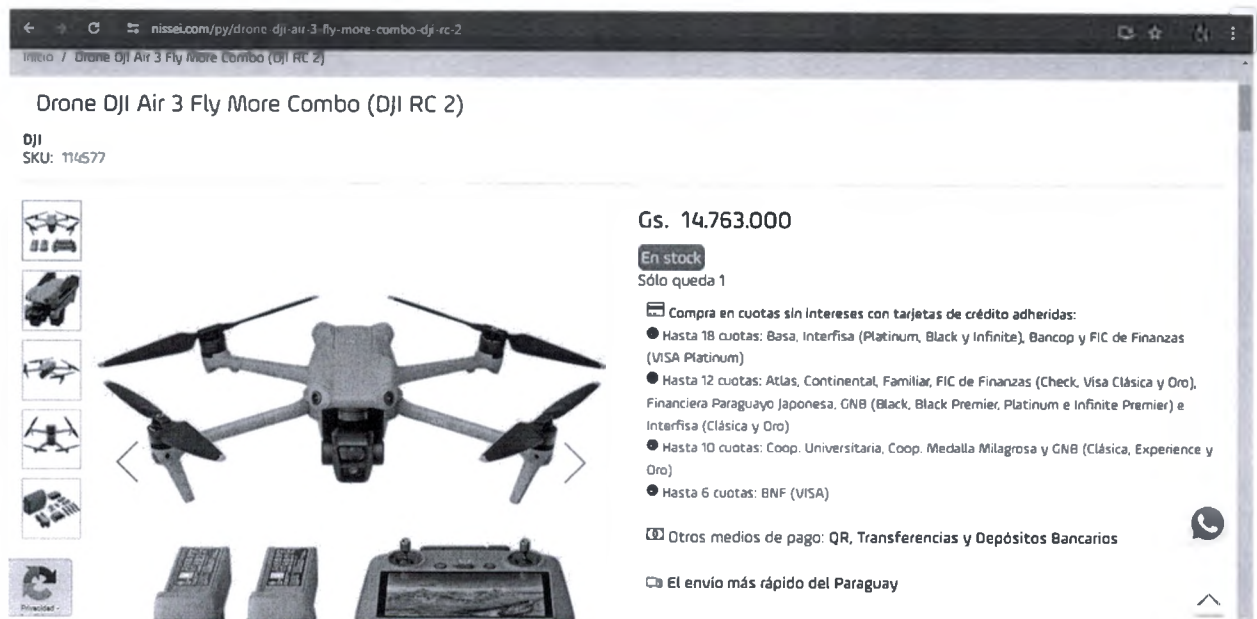 nissei.com/py/drone-dji-air-3-fly-more-combo-dji-rc-2
Inicio / Drone DJI Air 3 Fly More Combo (DJI RC 2)
Drone DJI Air 3 Fly More Combo (DJI RC 2)
DJI
SKU: 114577
Gs. 14.763.000
En stock
Sólo queda 1
Compra en cuotas sin intereses con tarjetas de crédito adheridas:
Hasta 18 cuotas: Basa, Interfisa (Platinum, Black y Infinite), Bancop y FIC de Finanzas
(VISA Platinum)
Hasta 12 cuotas: Atlas, Continental, Familiar, FIC de Finanzas (Check, Visa Clásica y Oro),
Financiera Paraguayo Japonesa, GNB (Black, Black Premier, Platinum e Infinite Premier) e
Interfisa (Clásica y Oro)
Hasta 10 cuotas: Coop. Universitaria, Coop. Medalla Milagrosa y GNB (Clásica, Experience y
Oro)
Hasta 6 cuotas: BNF (VISA)
Otros medios de pago: QR, Transferencias y Depósitos Bancarios
El envío más rápido del Paraguay
Privacidad -